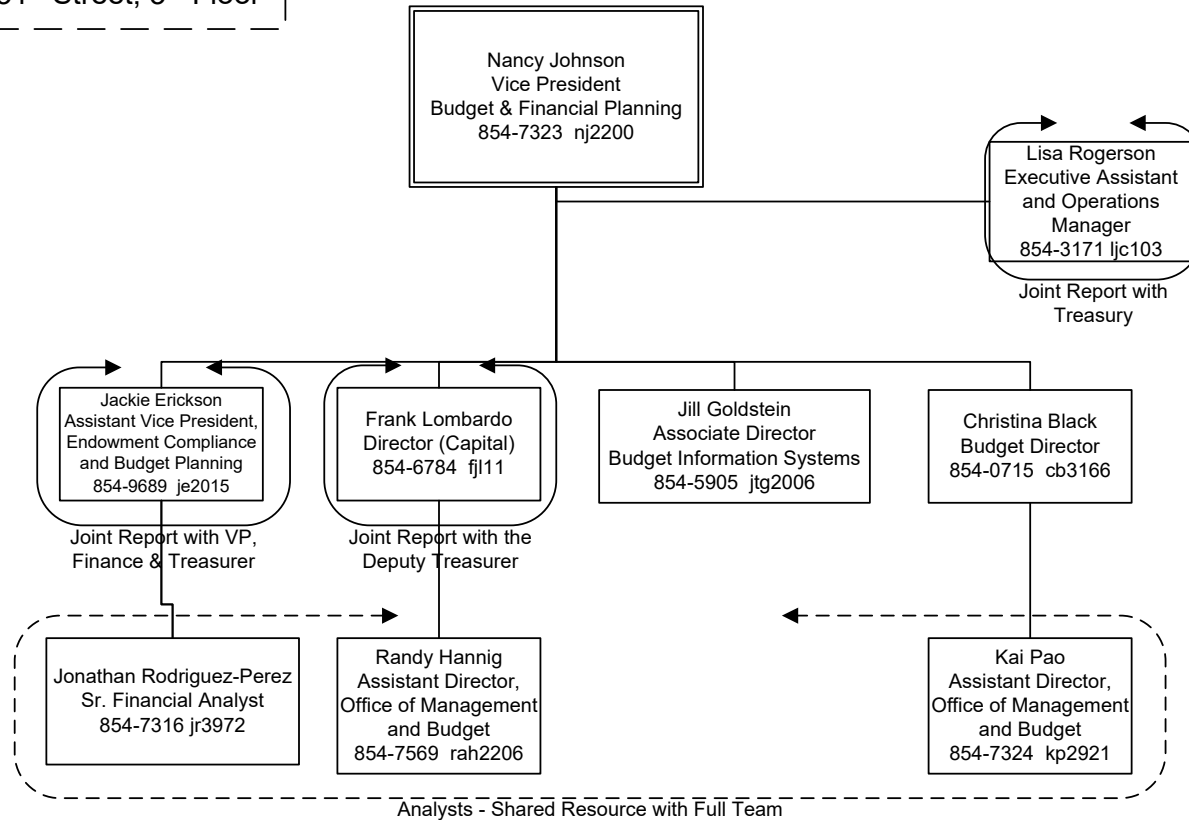 Street,
Floor
Nancy Johnson
Vice President
Budget & Financial Planning
854-7323 nj2200
Lisa Rogerson
Executive Assistant
and Operations
Manager
854-3171 ljc103
Joint Report with
Treasury
Jackie Erickson
Assistant Vice President,
Endowment Compliance
and Budget Planning
854-9689 je2015
Joint Report with VP,
Finance & Treasurer
Frank Lombardo
Director (Capital)
854-6784 fjl11
Joint Report with the
Deputy Treasurer
Jill Goldstein
Associate Director
Budget Information Systems
854-5905 jtg2006
Christina Black
Budget Director
854-0715 cb3166
Jonathan Rodriguez-Perez
Sr. Financial Analyst
854-7316 jr3972
Randy Hannig
Assistant Director,
Office of Management
and Budget
854-7569 rah2206
Kai Pao
Assistant Director,
Office of Management
and Budget
854-7324 kp2921
Analysts - Shared Resource with Full Team